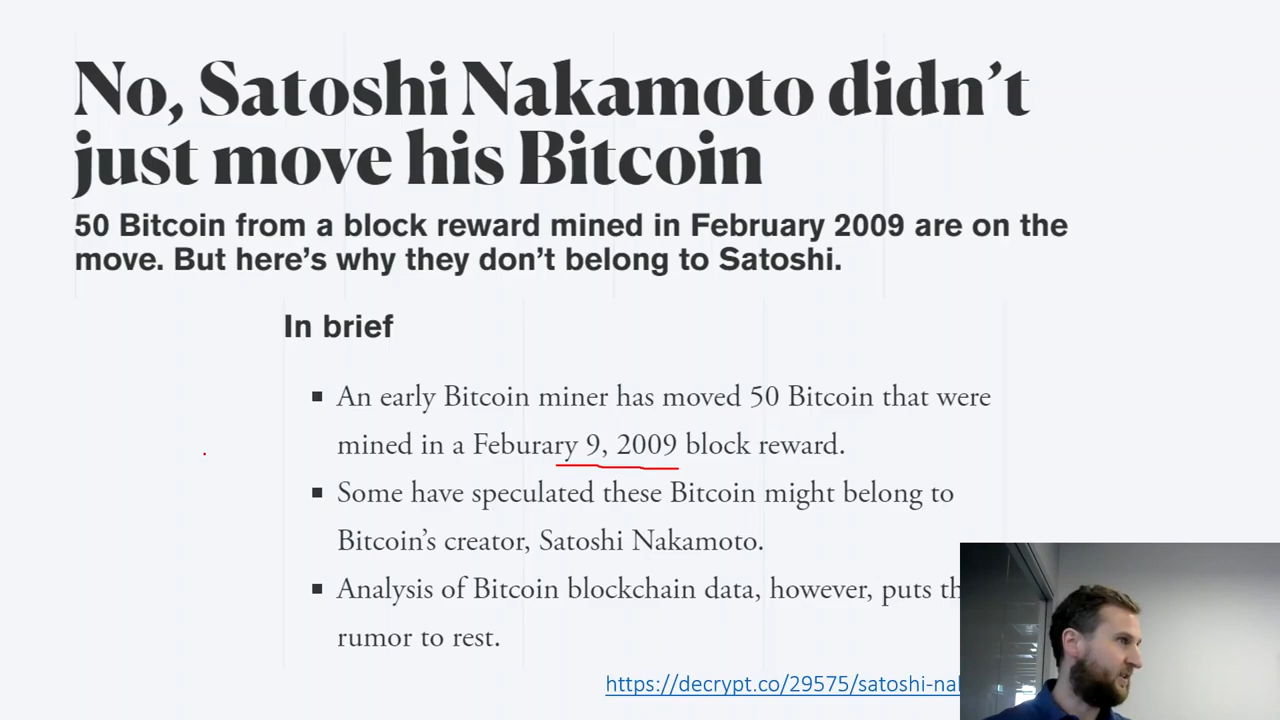 No, Satoshi Nakamoto didn’t
just move his Bitcoin
50 Bitcoin from a block reward mined in February 2009 are on the
move. But here’s why they don’t belong to Satoshi.
In brief
▪ An early Bitcoin miner has moved 50 Bitcoin that were
mined in a Feburary 9, 2009 block reward.
▪ Some have speculated these Bitcoin might belong to
Bitcoin’s creator, Satoshi Nakamoto.
▪ Analysis of Bitcoin blockchain data, however, puts
rumor to rest.
https://decrypt.co/29575/satoshi-na